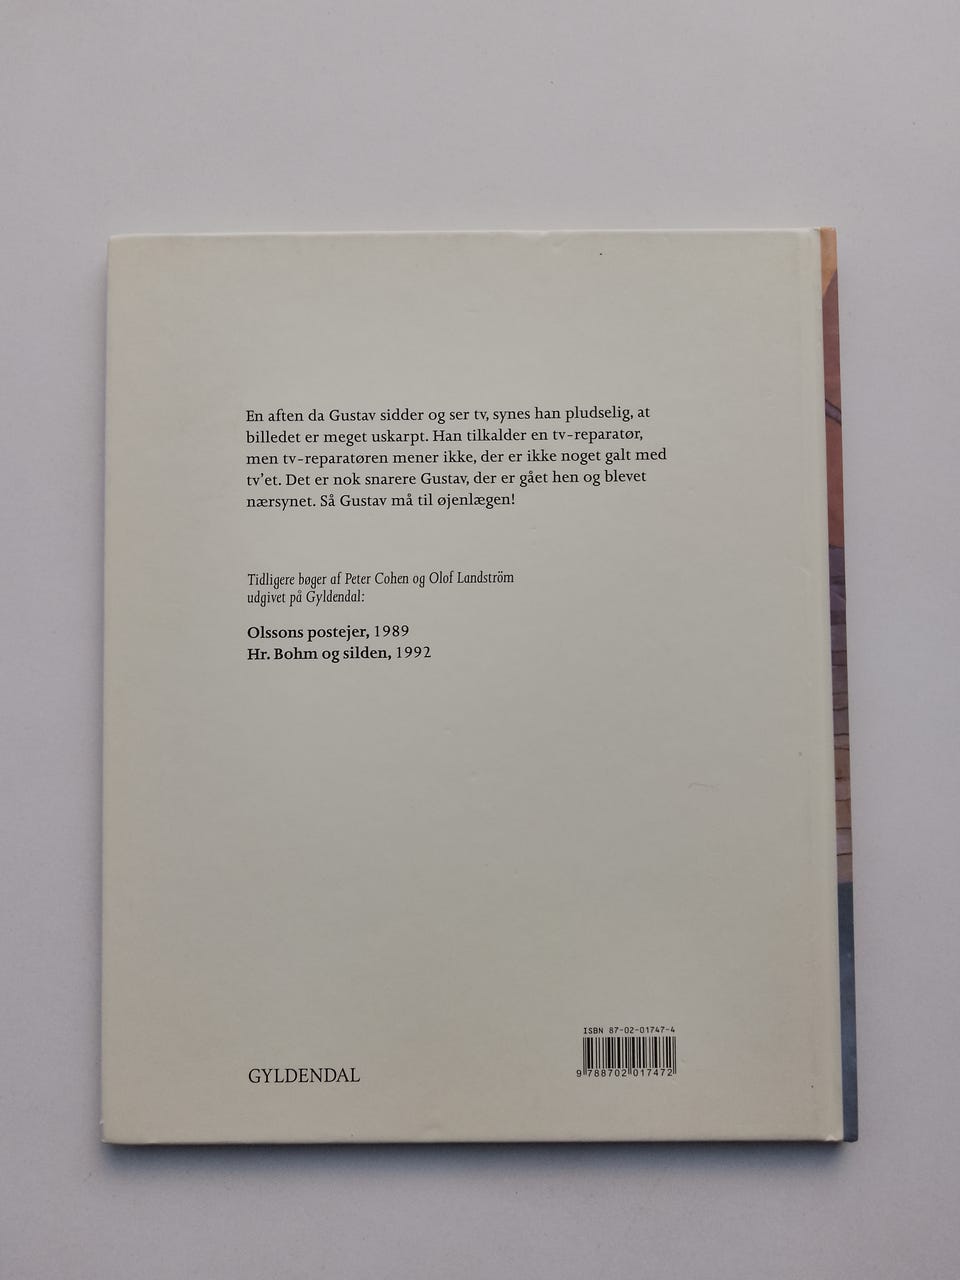 En aften da Gustav sidder og ser tv, synes han pludselig, at
billedet er meget uskarpt. Han tilkalder en tv-reparatør,
men tv-reparatøren mener ikke, der er ikke noget galt med
tv'et. Det er nok snarere Gustav, der er gået hen og blevet
nærsynet. Så Gustav må til øjenlægen!
Tidligere bøger af Peter Cohen og Olof Landström
udgivet på Gyldendal:
Olssons postejer, 1989
Hr. Bohm og silden, 1992
GYLDENDAL
ISBN 87-02-01747-4
9 788702 017472